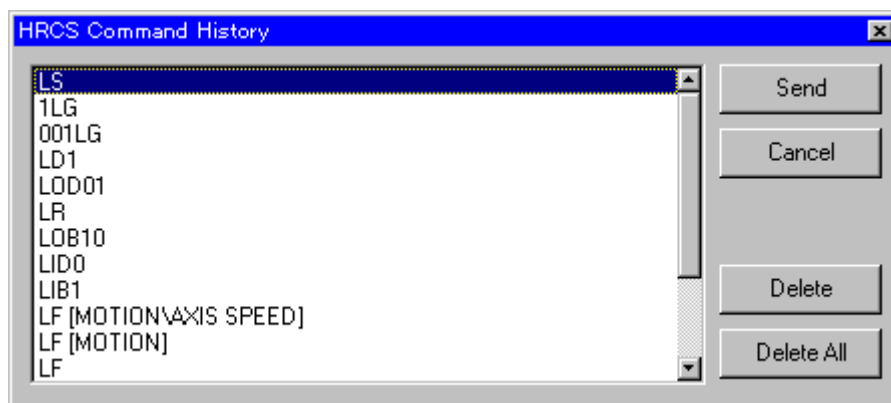 HRCS Command History
LS
1LG
001LG
LD1
LOD01
LR
LOB10
LID0
LIB1
LF [MOTION\AXIS SPEED]
LF [MOTION]
LF
Send
Cancel
Delete
Delete All